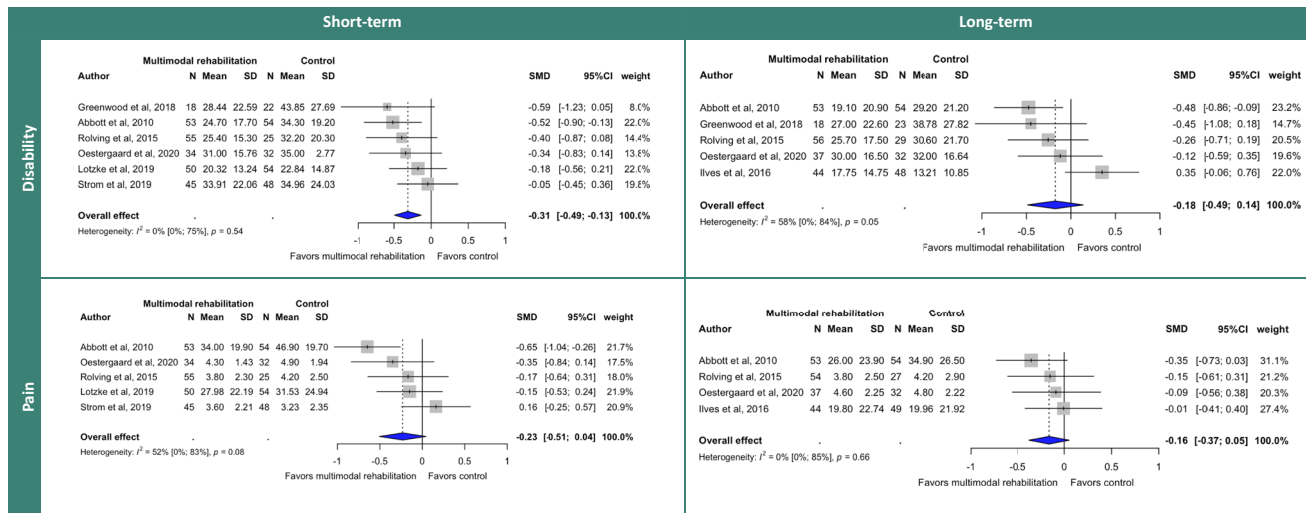 Short-term
Long-term
Disability
Multimodal rehabilitation Control
Author N Mean SD N Mean SD SMD 95%CI weight
Greenwood et al, 2018 18 28.44 22.59 22 43.85 27.69 -0.59 [-1.23; 0.05] 8.0%
Abbott et al, 2010 53 24.70 17.70 54 34.30 19.20 -0.52 [-0.90; -0.13] 22.0%
Rolving et al, 2015 55 25.40 15.30 25 32.20 20.30 -0.40 [-0.87; 0.08] 14.4%
Oestergaard et al, 2020 34 31.00 15.76 32 35.00 2.77 -0.34 [-0.83; 0.14] 13.8%
Lotzke et al, 2019 50 20.32 13.24 54 22.84 14.87 -0.18 [-0.56; 0.21] 22.0%
Strom et al, 2019 45 33.91 22.06 48 34.96 24.03 -0.05 [-0.45; 0.36] 19.8%
Overall effect . . -0.31 [-0.49; -0.13] 100.0%
Heterogeneity: I² = 0% [0%; 75%], p = 0.54
-1 -0.5 0 0.5 1
Favors multimodal rehabilitation Favors control
Multimodal rehabilitation Control
Author N Mean SD N Mean SD SMD 95%CI weight
Abbott et al, 2010 53 19.10 20.90 54 29.20 21.20 -0.48 [-0.86; -0.09] 23.2%
Greenwood et al, 2018 18 27.00 22.60 23 38.78 27.82 -0.45 [-1.08; 0.18] 14.7%
Rolving et al, 2015 56 25.70 17.50 29 30.60 21.70 -0.26 [-0.71; 0.19] 20.5%
Oestergaard et al, 2020 37 30.00 16.50 32 32.00 16.64 -0.12 [-0.59; 0.35] 19.6%
Ilves et al, 2016 44 17.75 14.75 48 13.21 10.85 0.35 [-0.06; 0.76] 22.0%
Overall effect . . -0.18 [-0.49; 0.14] 100.0%
Heterogeneity: I² = 58% [0%; 84%], p = 0.05
-1 -0.5 0 0.5 1
Favors multimodal rehabilitation Favors control
Pain
Multimodal rehabilitation Control
Author N Mean SD N Mean SD SMD 95%CI weight
Abbott et al, 2010 53 34.00 19.90 54 46.90 19.70 -0.65 [-1.04; -0.26] 21.7%
Oestergaard et al, 2020 34 4.30 1.43 32 4.90 1.94 -0.35 [-0.84; 0.14] 17.5%
Rolving et al, 2015 55 3.80 2.30 25 4.20 2.50 -0.17 [-0.64; 0.31] 18.0%
Lotzke et al, 2019 50 27.98 22.19 54 31.53 24.94 -0.15 [-0.53; 0.24] 21.9%
Strom et al, 2019 45 3.60 2.21 48 3.23 2.35 0.16 [-0.25; 0.57] 20.9%
Overall effect . . -0.23 [-0.51; 0.04] 100.0%
Heterogeneity: I² = 52% [0%; 83%], p = 0.08
-1 -0.5 0 0.5 1
Favors multimodal rehabilitation Favors control
Multimodal rehabilitation Control
Author N Mean SD N Mean SD SMD 95%CI weight
Abbott et al, 2010 53 26.00 23.90 54 34.90 26.50 -0.35 [-073; 0.03] 31.1%
Rolving et al, 2015 54 3.80 2.50 27 4.20 2.90 -0.15 [-061; 0.31] 21.2%
Oestergaard et al, 2020 37 4.60 2.25 32 4.80 2.22 -0.09 [-056; 0.38] 20.3%
Ilves et al, 2016 44 19.80 22.74 49 19.96 21.92 -0.01 [-041; 0.40] 27.4%
Overall effect . . -0.16 [-0.37; 0.05] 100.0%
Heterogeneity: I² = 0% [0%; 85%], p = 0.66
-1 -0.5 0 0.5 1
Favors multimodal rehabilitation Favors control